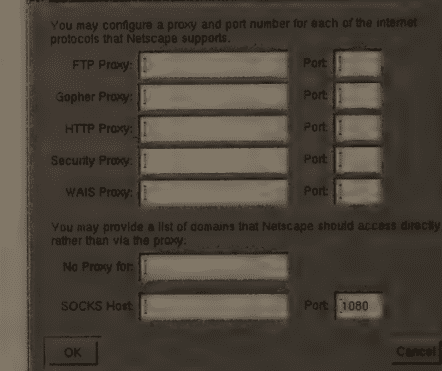 You may configure a proxy and port number for each of the internet
protocols that Netscape supports.
FTP Proxy: Port:
Gopher Proxy: Port:
HTTP Proxy: Port:
Security Proxy: Port:
WAIS Proxy: Port:
You may provide a list of domains that Netscape should access directly
rather than via the proxy:
No Proxy for:
SOCKS Host: Port: 1080
OK Cancel